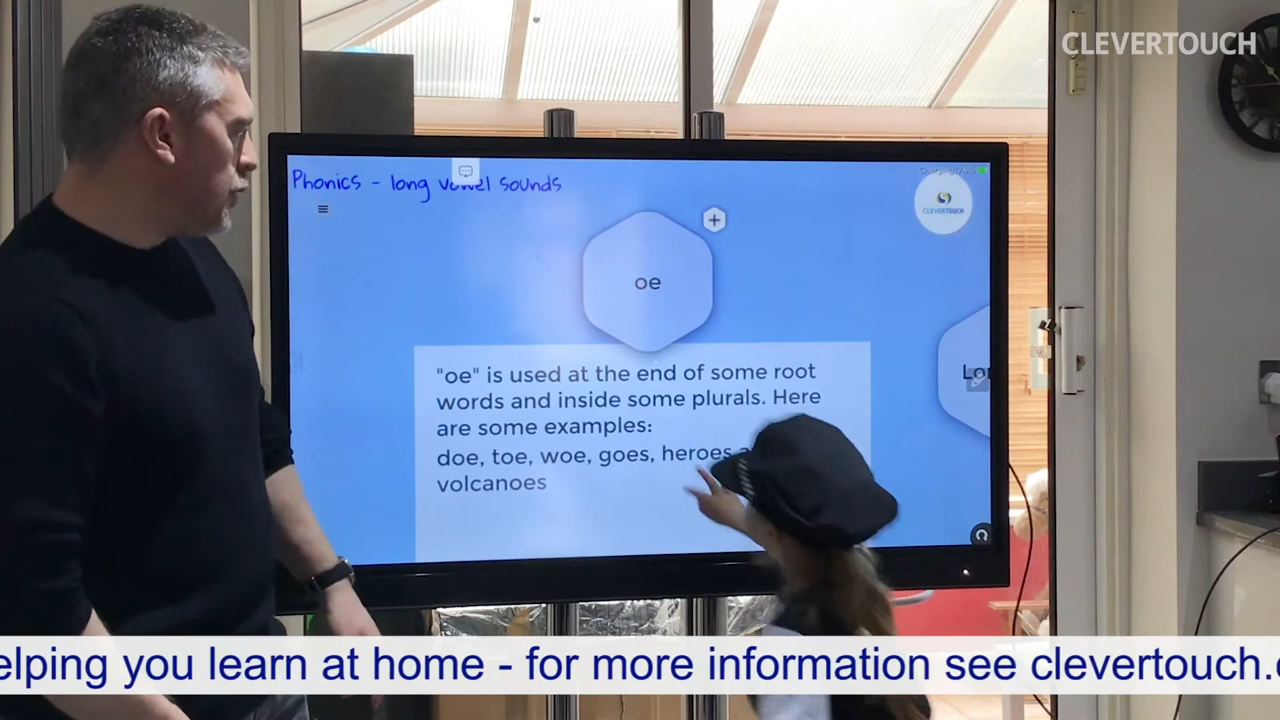 CLEVERTOUCH
Phonics - long vowel sounds
CLEVERTOUCH
oe
"oe" is used at the end of some root
words and inside some plurals. Here
are some examples:
doe, toe, woe, goes, heroes
volcanoes
elping you learn at home - for more information see clevertouch.